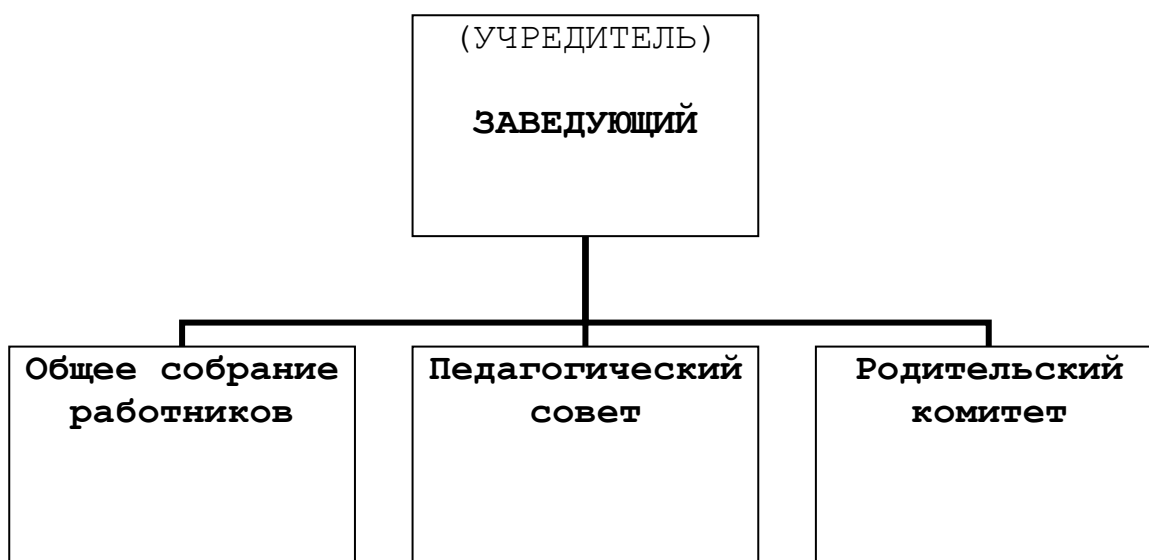 (УЧРЕДИТЕЛЬ)
ЗАВЕДУЮЩИЙ
Общее собрание
работников
Педагогический
совет
Родительский
комитет